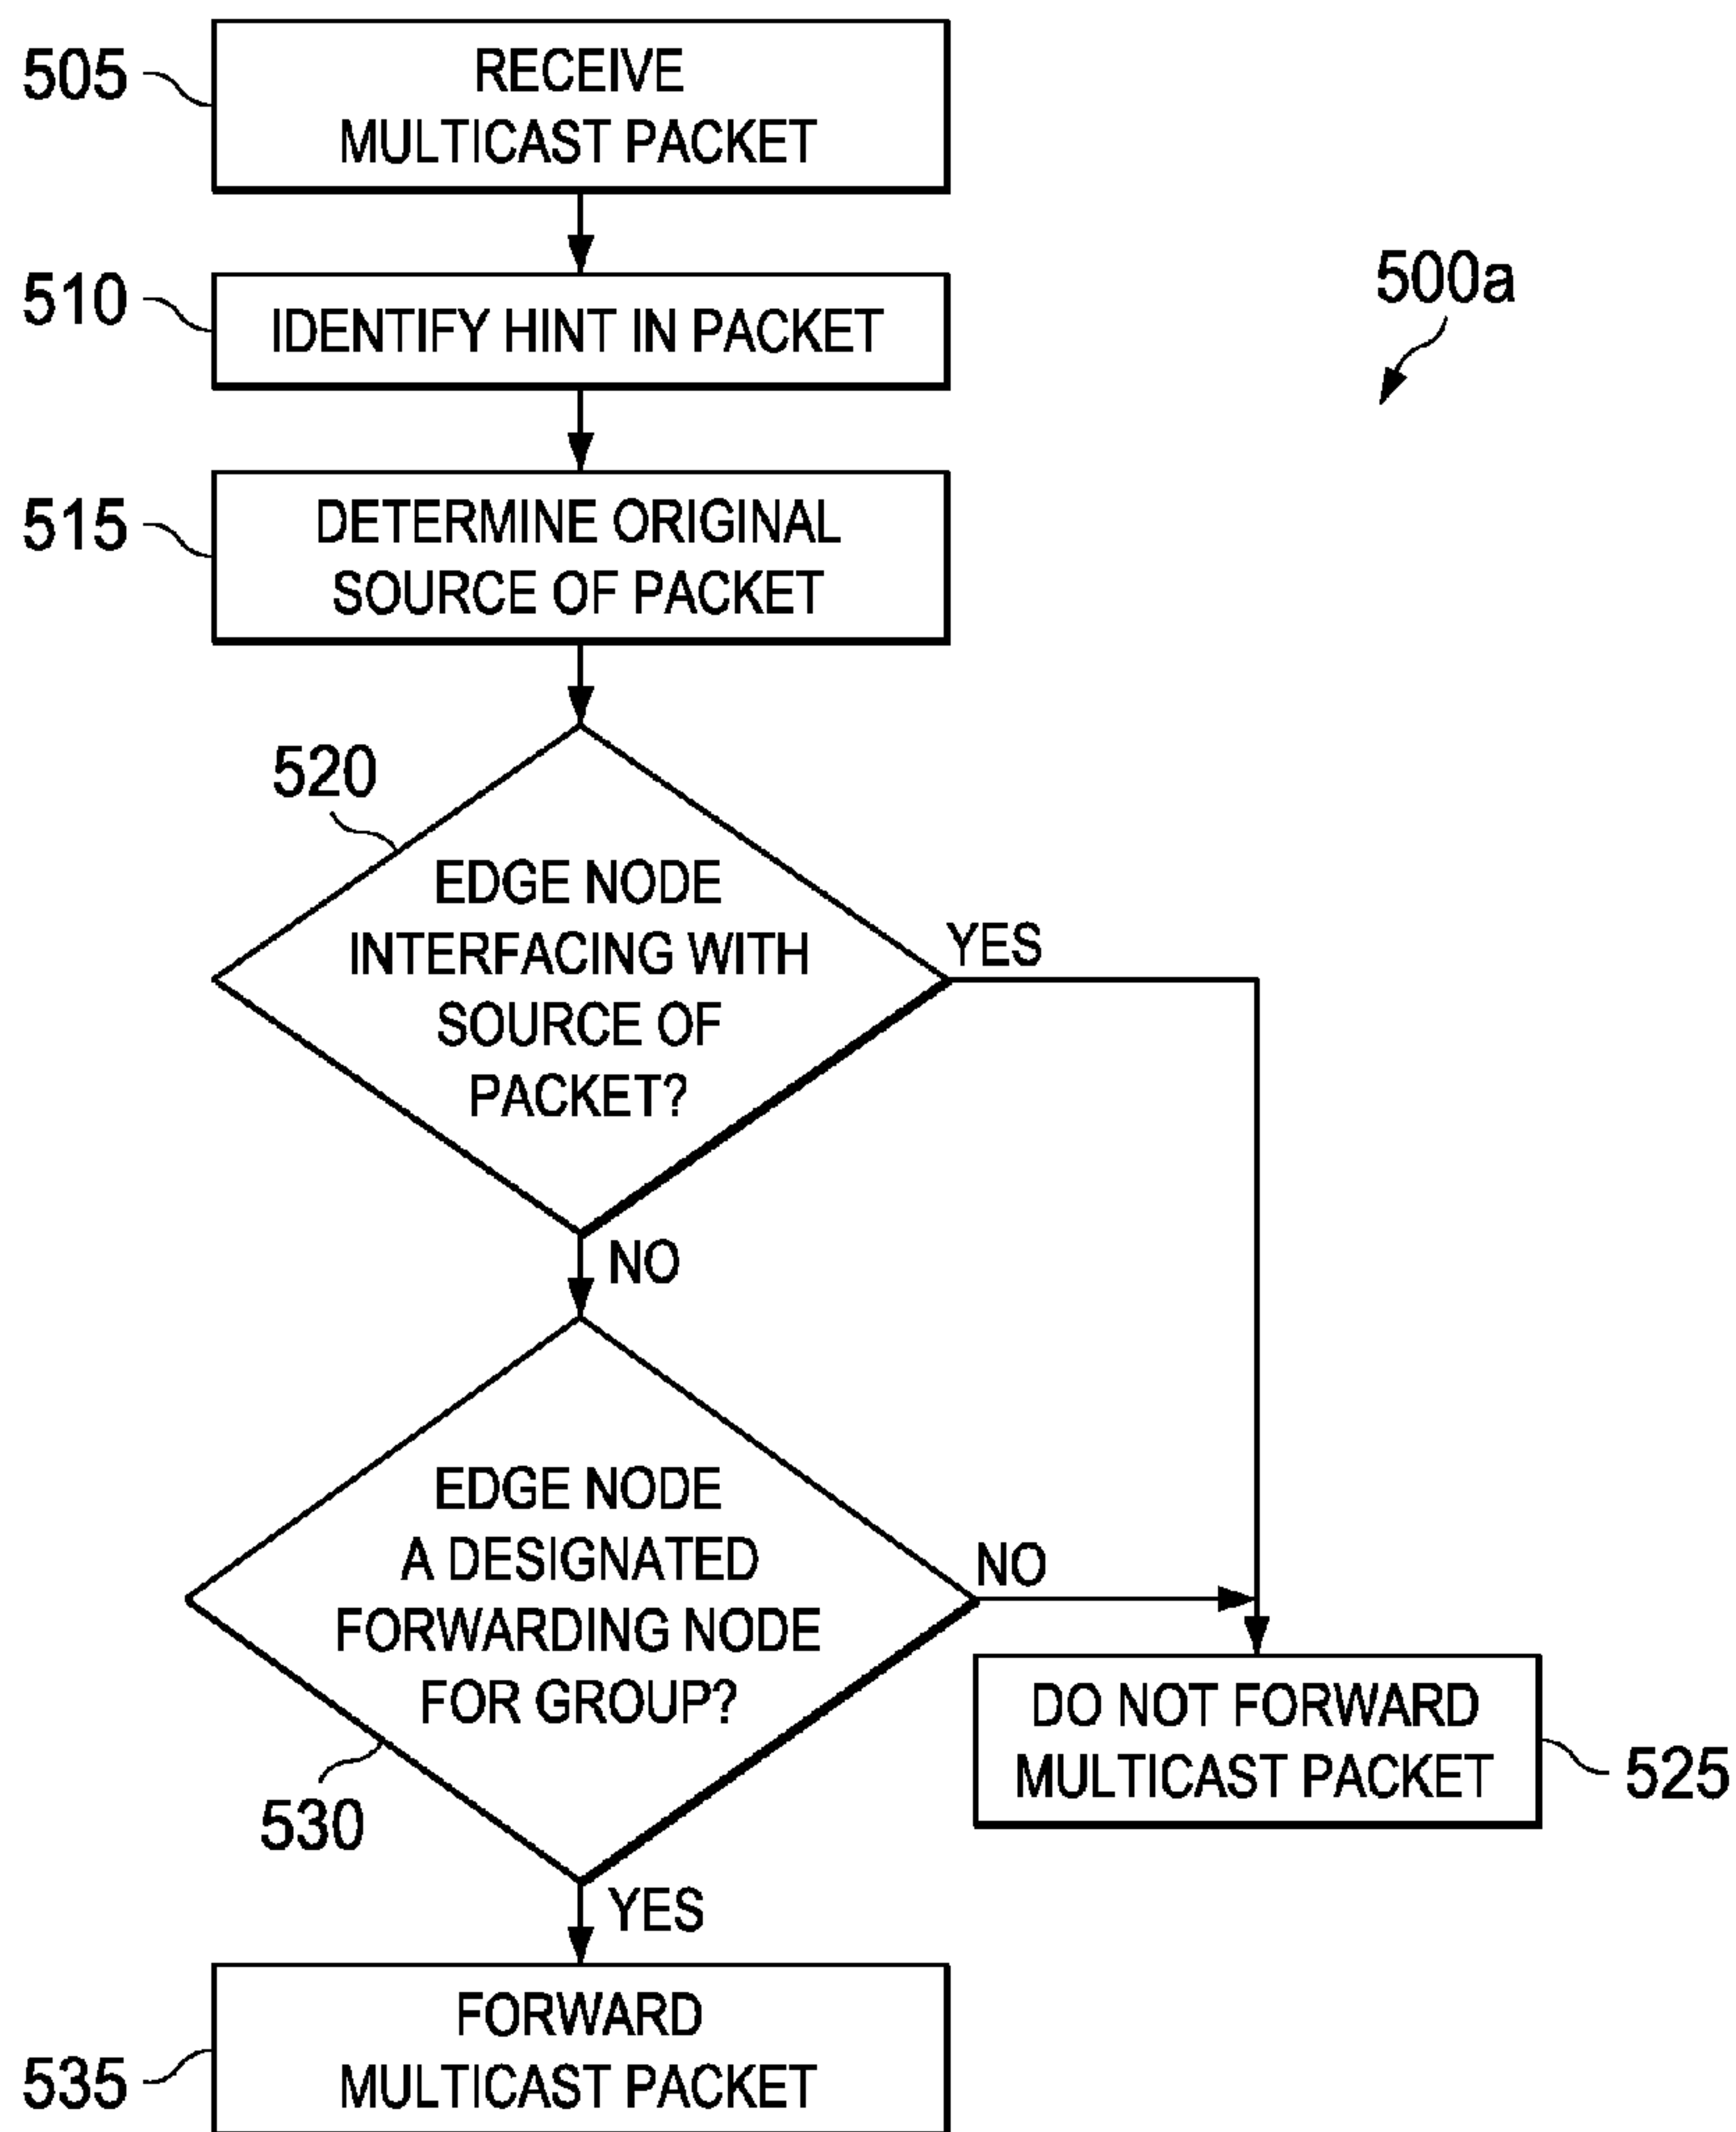 505
RECEIVE
MULTICAST PACKET
510
IDENTIFY HINT IN PACKET
500a
515
DETERMINE ORIGINAL
SOURCE OF PACKET
520
EDGE NODE
INTERFACING WITH
SOURCE OF
PACKET?
YES
NO
EDGE NODE
A DESIGNATED
FORWARDING NODE
FOR GROUP?
NO
530
DO NOT FORWARD
MULTICAST PACKET
525
YES
FORWARD
MULTICAST PACKET
535